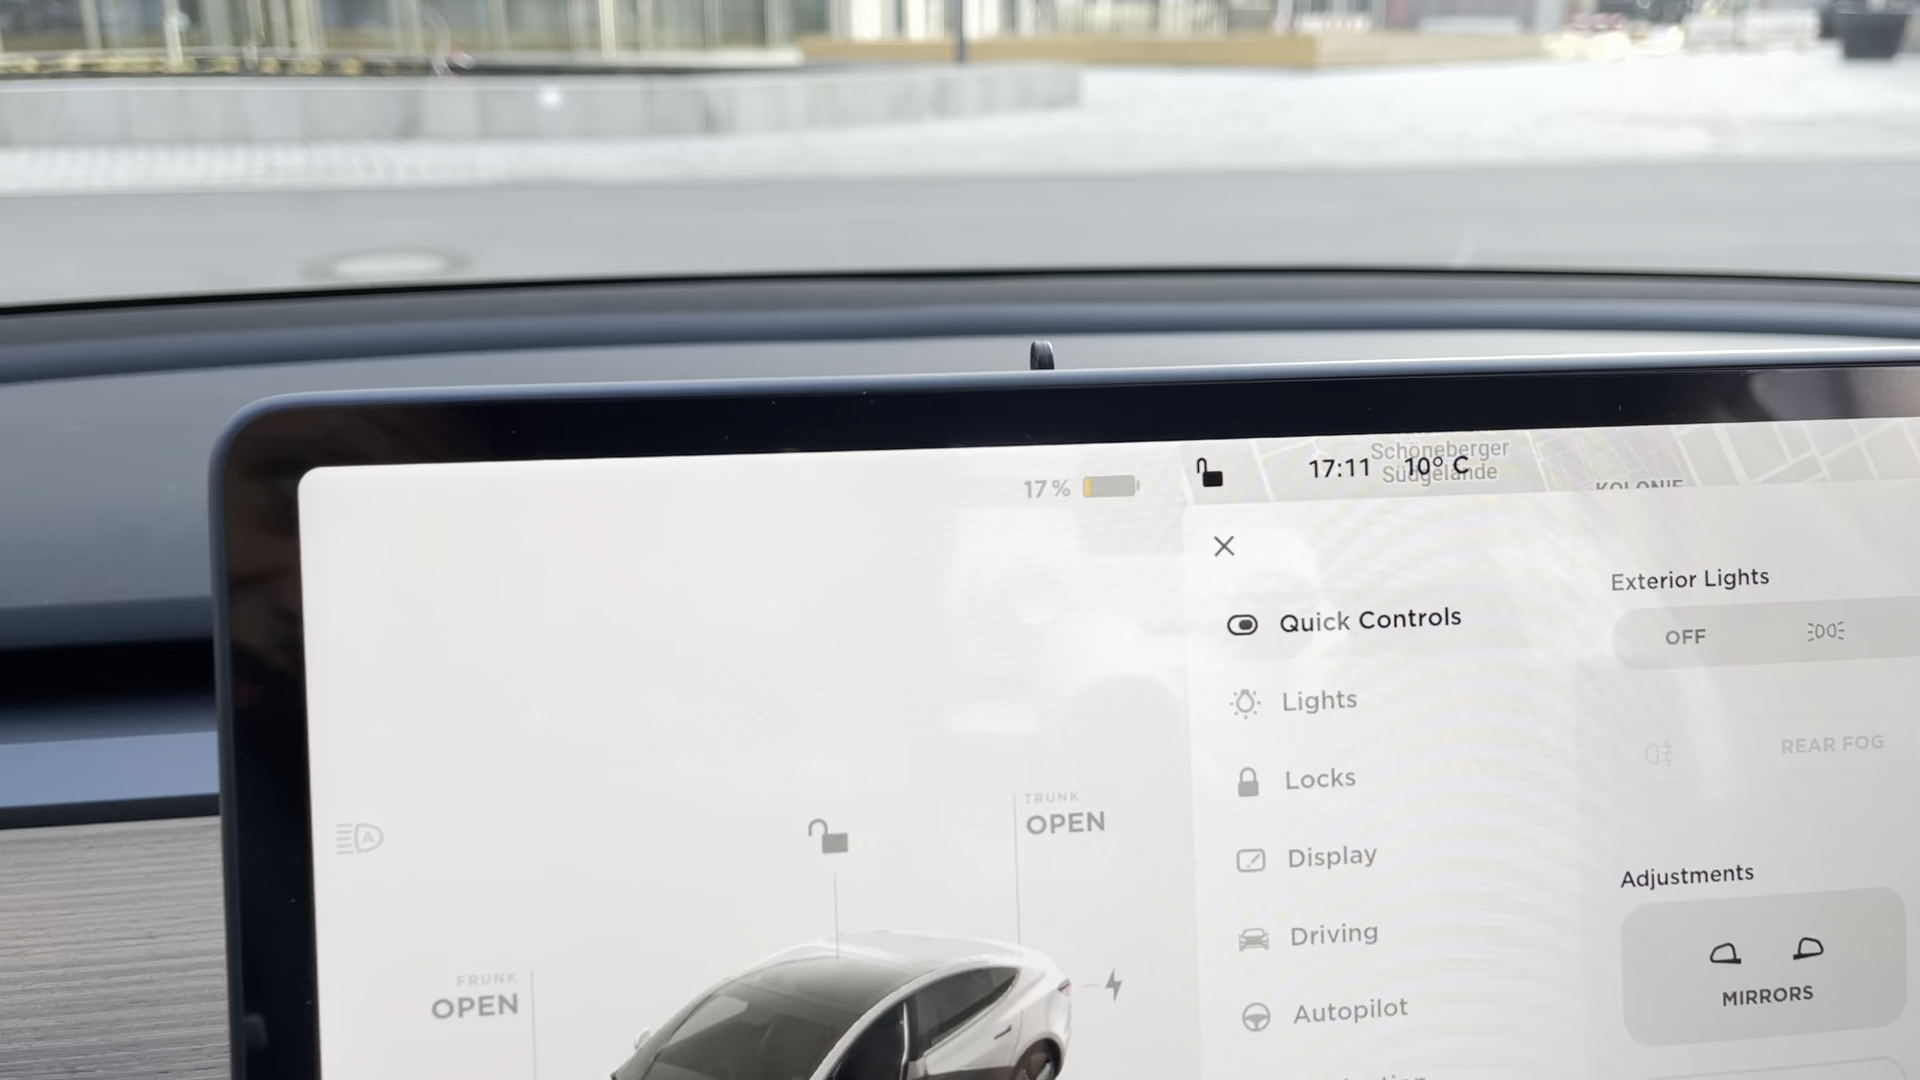 17%
17:11
10° C
Schöneberger
Südgelände
Quick Controls
Lights
Locks
Display
Driving
Autopilot
Exterior Lights
OFF
REAR FOG
Adjustments
MIRRORS
TRUNK
OPEN
FRUNK
OPEN
A